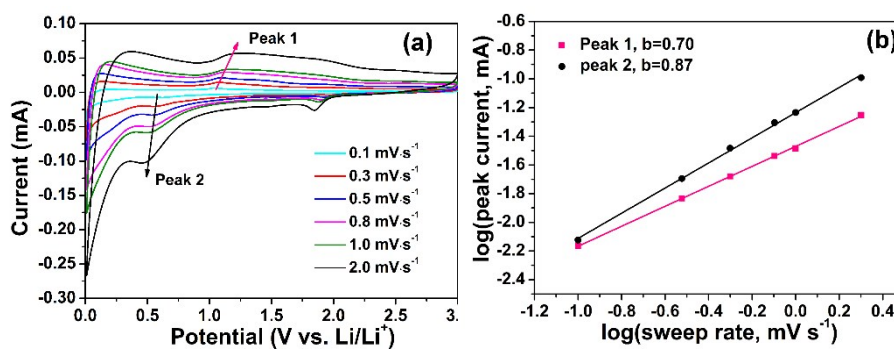 (a)
Peak 1
Peak 2
0.1 mV·s⁻¹
0.3 mV·s⁻¹
0.5 mV·s⁻¹
0.8 mV·s⁻¹
1.0 mV·s⁻¹
2.0 mV·s⁻¹
0.10
0.05
0.00
-0.05
-0.10
-0.15
-0.20
-0.25
-0.30
Current (mA)
0.0 0.5 1.0 1.5 2.0 2.5 3.0
Potential (V vs. Li/Li⁺)
(b)
Peak 1, b=0.70
peak 2, b=0.87
-0.6
-0.8
-1.0
-1.2
-1.4
-1.6
-1.8
-2.0
-2.2
-2.4
log(peak current, mA)
-1.2 -1.0 -0.8 -0.6 -0.4 -0.2 0.0 0.2 0.4
log(sweep rate, mV s⁻¹)